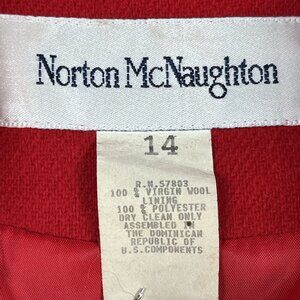 Norton McNaughton
14
R.N.57803
100 % VIRGIN WOOL
LINING
100 % POLYESTER
DRY CLEAN ONLY
ASSEMBLED IN
THE DOMINICAN
REPUBLIC OF
U.S.COMPONENTS